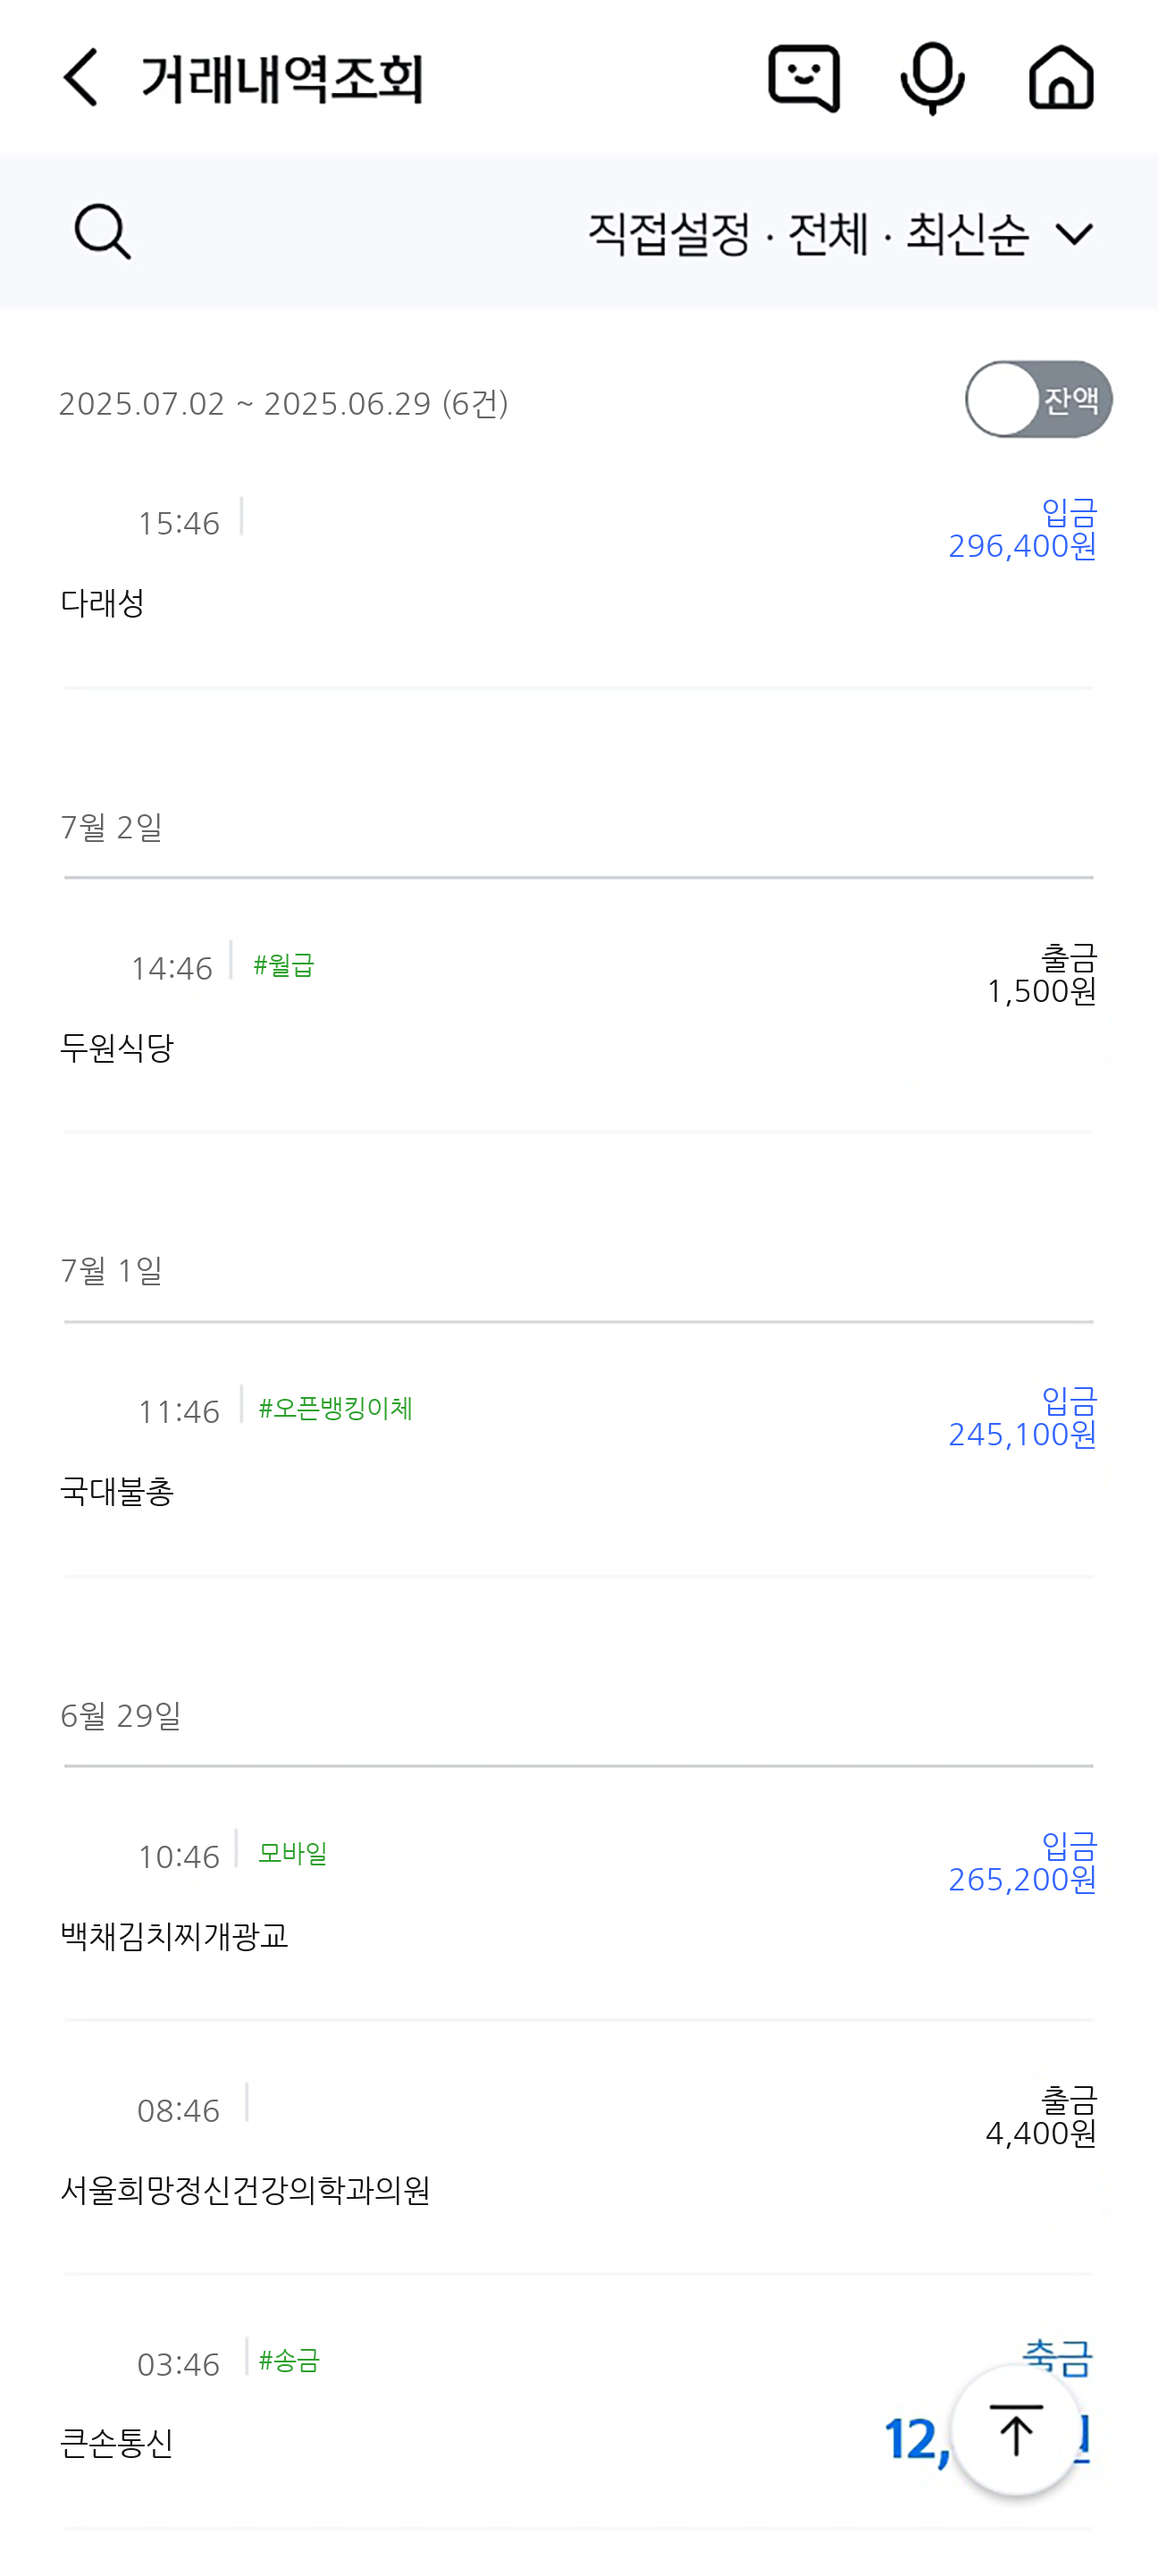 거래내역조회
직접설정 · 전체 · 최신순
2025.07.02 ~ 2025.06.29 (6건)
잔액
15:46
입금
296,400원
다래성
7월 2일
14:46 #월급
출금
1,500원
두원식당
7월 1일
11:46 #오픈뱅킹이체
입금
245,100원
국대불총
6월 29일
10:46 모바일
입금
265,200원
백채김치찌개광교
08:46
출금
4,400원
서울희망정신건강의학과의원
03:46 #송금
큰손통신
12,